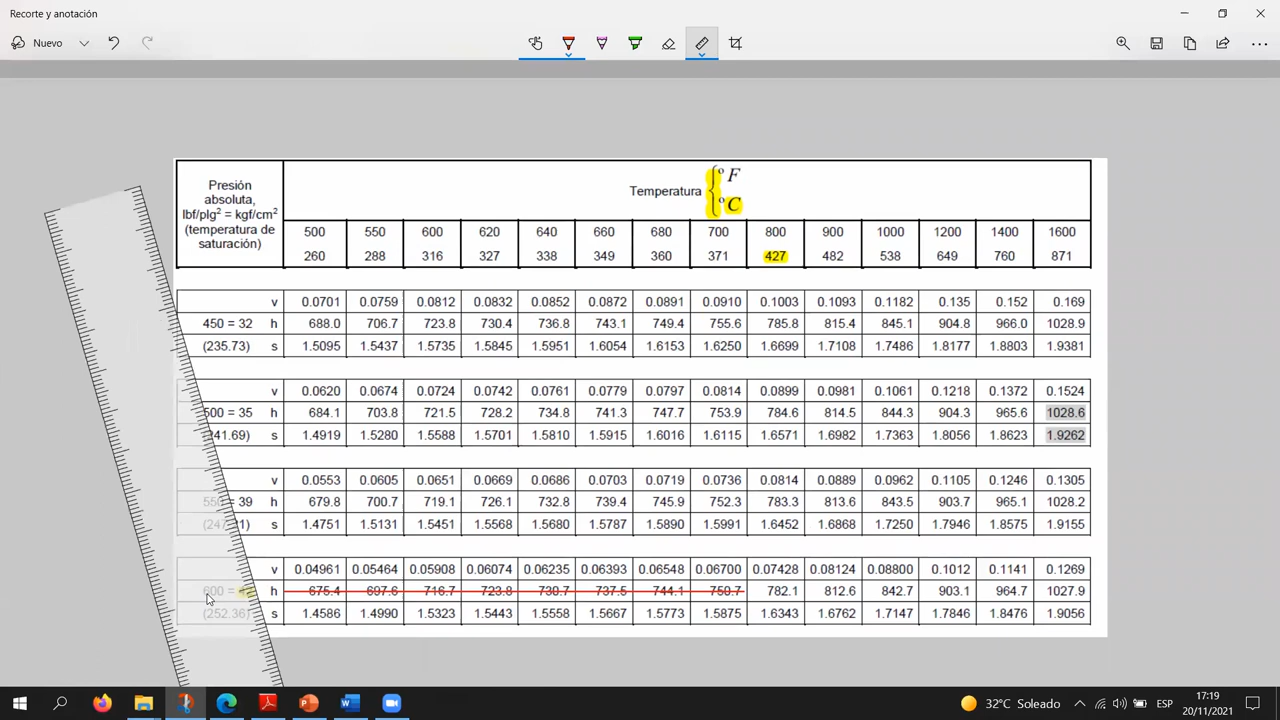 Recorte y anotación
Nuevo
Presión
absoluta,
lbf/plg² = kgf/cm²
(temperatura de
saturación)
Temperatura { º F
º C
500 550 600 620 640 660 680 700 800 900 1000 1200 1400 1600
260 288 316 327 338 349 360 371 427 482 538 649 760 871
v 0.0701 0.0759 0.0812 0.0832 0.0852 0.0872 0.0891 0.0910 0.1003 0.1093 0.1182 0.135 0.152 0.169
450 = 32 h 688.0 706.7 723.8 730.4 736.8 743.1 749.4 755.6 785.8 815.4 845.1 904.8 966.0 1028.9
(235.73) s 1.5095 1.5437 1.5735 1.5845 1.5951 1.6054 1.6153 1.6250 1.6699 1.7108 1.7486 1.8177 1.8803 1.9381
v 0.0620 0.0674 0.0724 0.0742 0.0761 0.0779 0.0797 0.0814 0.0899 0.0981 0.1061 0.1218 0.1372 0.1524
500 = 35 h 684.1 703.8 721.5 728.2 734.8 741.3 747.7 753.9 784.6 814.5 844.3 904.3 965.6 1028.6
(241.69) s 1.4919 1.5280 1.5588 1.5701 1.5810 1.5915 1.6016 1.6115 1.6571 1.6982 1.7363 1.8056 1.8623 1.9262
v 0.0553 0.0605 0.0651 0.0669 0.0686 0.0703 0.0719 0.0736 0.0814 0.0889 0.0962 0.1105 0.1246 0.1305
550 = 39 h 679.8 700.7 719.1 726.1 732.8 739.4 745.9 752.3 783.3 813.6 843.5 903.7 965.1 1028.2
s 1.4751 1.5131 1.5451 1.5568 1.5680 1.5787 1.5890 1.5991 1.6452 1.6868 1.7250 1.7946 1.8575 1.9155
v 0.04961 0.05464 0.05908 0.06074 0.06235 0.06393 0.06548 0.06700 0.07428 0.08124 0.08800 0.1012 0.1141 0.1269
600 = h 675.4 697.6 716.7 723.8 730.7 737.5 744.1 750.7 782.1 812.6 842.7 903.1 964.7 1027.9
(252.36) s 1.4586 1.4990 1.5323 1.5443 1.5558 1.5667 1.5773 1.5875 1.6343 1.6762 1.7147 1.7846 1.8476 1.9056
32°C Soleado ESP 17:19
20/11/2021